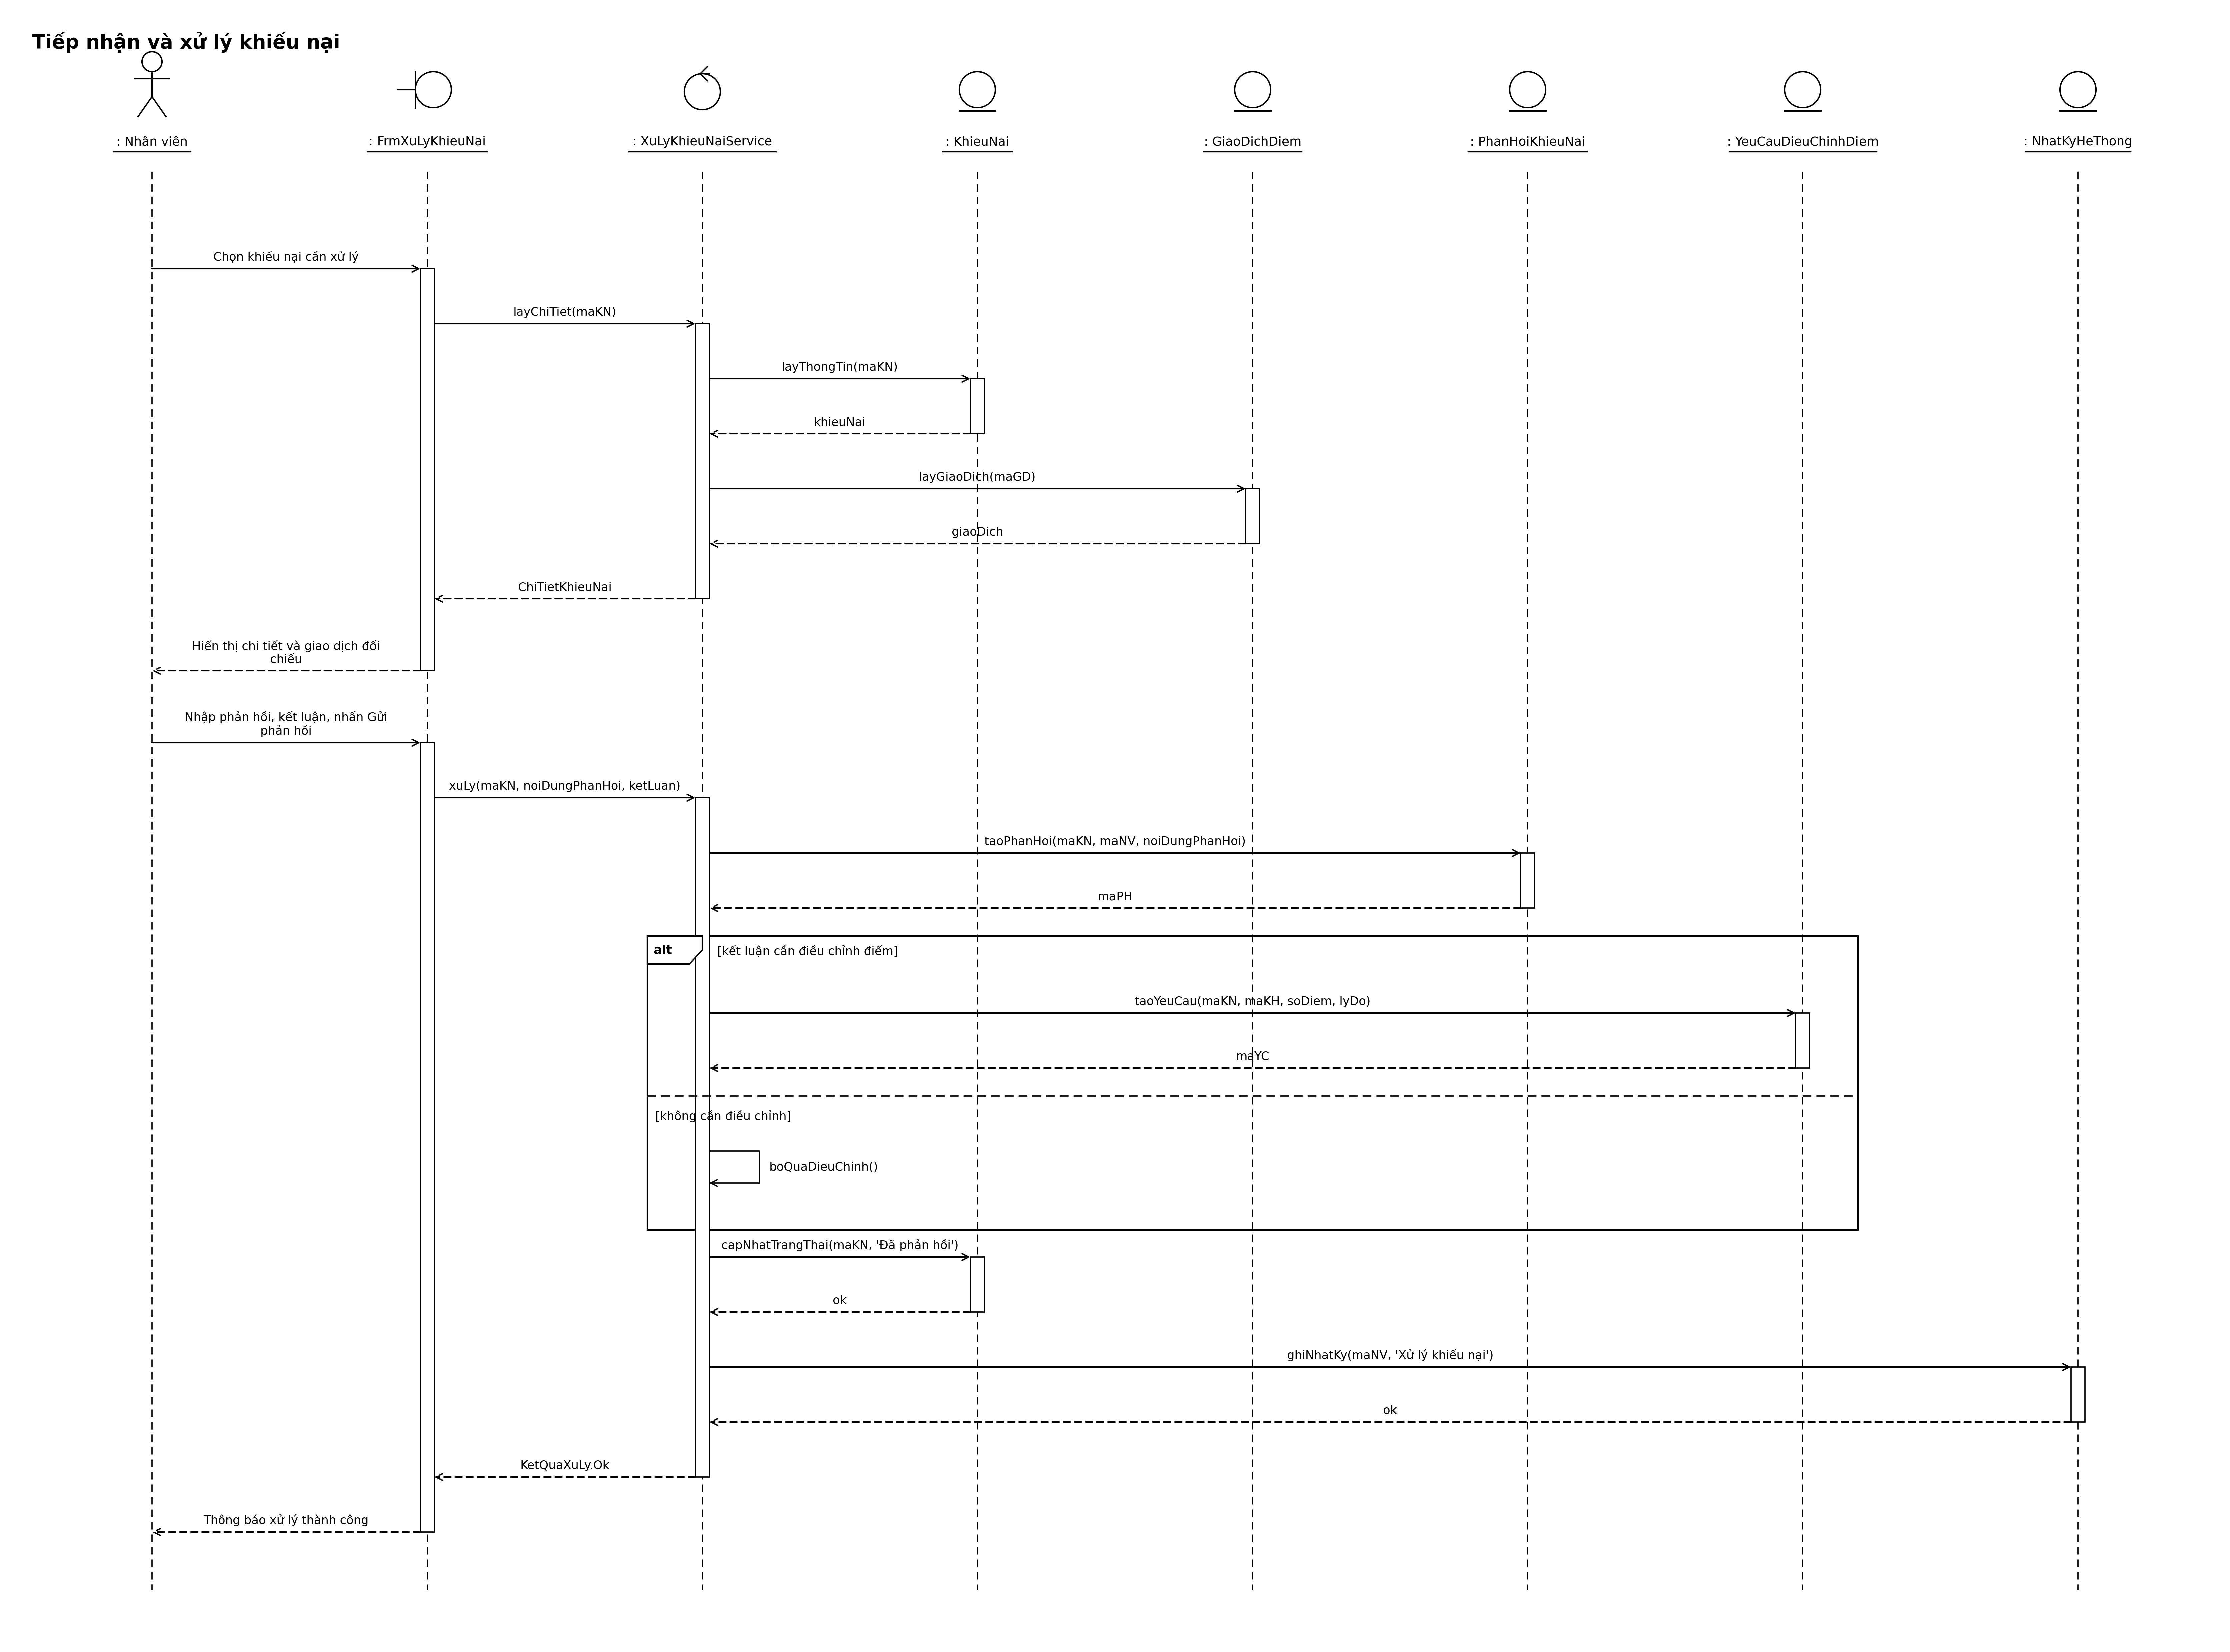 Tiếp nhận và xử lý khiếu nại
: Nhân viên
: FrmXuLyKhieuNai
: XuLyKhieuNaiService
: KhieuNai
: GiaoDichDiem
: PhanHoiKhieuNai
: YeuCauDieuChinhDiem
: NhatKyHeThong
Chọn khiếu nại cần xử lý
layChiTiet(maKN)
layThongTin(maKN)
khieuNai
layGiaoDich(maGD)
giaoDich
ChiTietKhieuNai
Hiển thị chi tiết và giao dịch đối
chiếu
Nhập phản hồi, kết luận, nhấn Gửi
phản hồi
xuLy(maKN, noiDungPhanHoi, ketLuan)
taoPhanHoi(maKN, maNV, noiDungPhanHoi)
maPH
alt
[kết luận cần điều chỉnh điểm]
taoYeuCau(maKN, maKH, soDiem, lyDo)
maYC
[không cần điều chỉnh]
boQuaDieuChinh()
capNhatTrangThai(maKN, 'Đã phản hồi')
ok
ghiNhatKy(maNV, 'Xử lý khiếu nại')
ok
KetQuaXuLy.Ok
Thông báo xử lý thành công